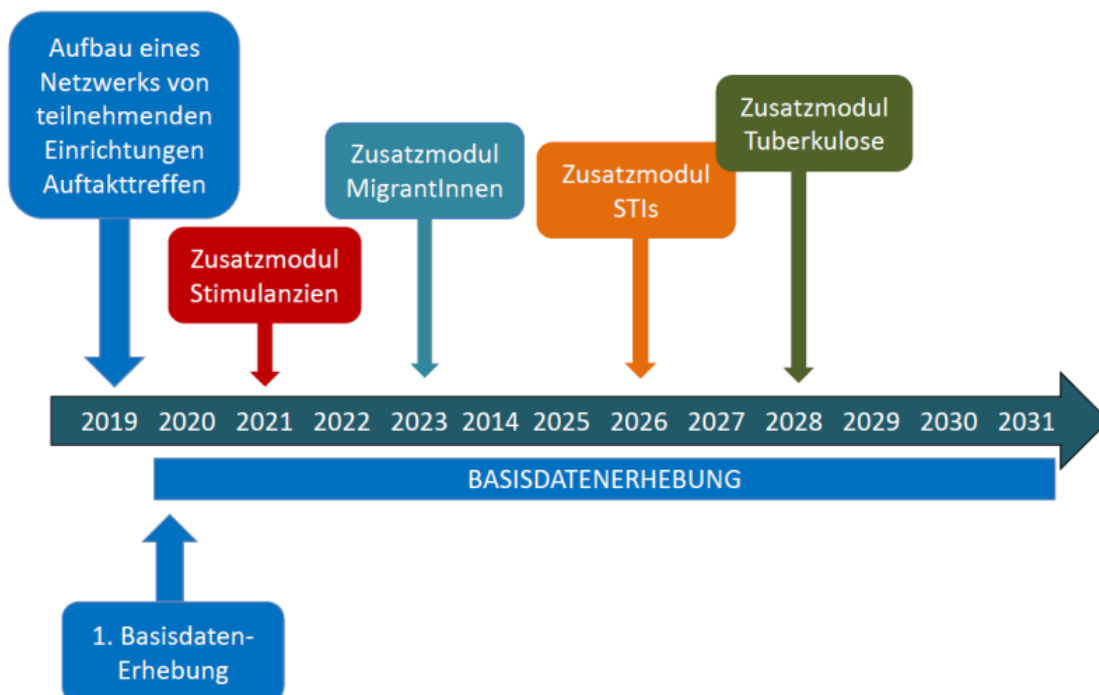 Aufbau eines
Netzwerks von
teilnehmenden
Einrichtungen
Auftakttreffen
Zusatzmodul
Stimulanzien
Zusatzmodul
MigrantInnen
Zusatzmodul
STIs
Zusatzmodul
Tuberkulose
2019 2020 2021 2022 2023 2014 2025 2026 2027 2028 2029 2030 2031
BASISDATENERHEBUNG
1. Basisdaten-
Erhebung